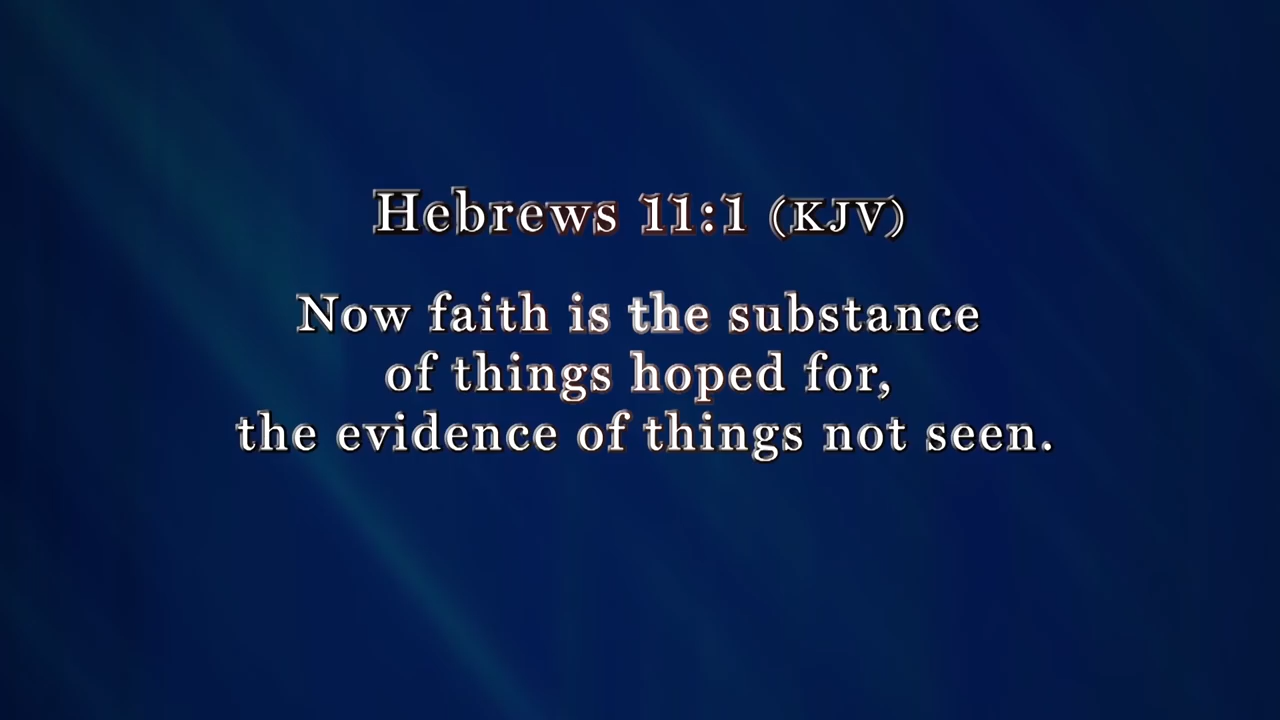 Hebrews 11:1 (KJV)
Now faith is the substance
of things hoped for,
the evidence of things not seen.